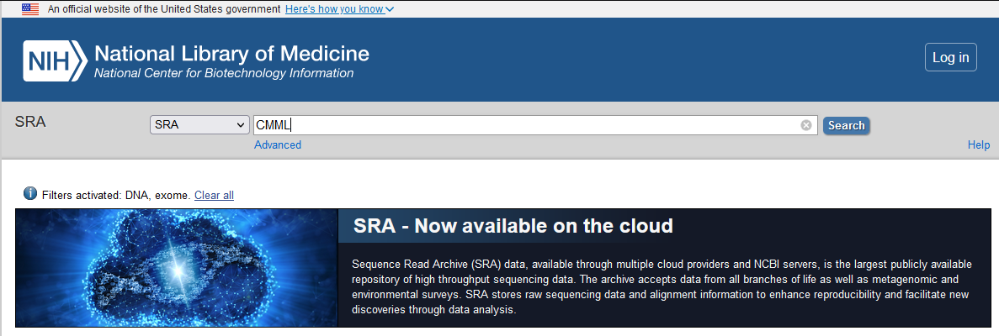 An official website of the United States government Here's how you know
NIH National Library of Medicine
National Center for Biotechnology Information
Log in
SRA
SRA
CMML
Search
Advanced
Help
Filters activated: DNA, exome. Clear all
SRA - Now available on the cloud
Sequence Read Archive (SRA) data, available through multiple cloud providers and NCBI servers, is the largest publicly available
repository of high throughput sequencing data. The archive accepts data from all branches of life as well as metagenomic and
environmental surveys. SRA stores raw sequencing data and alignment information to enhance reproducibility and facilitate new
discoveries through data analysis.